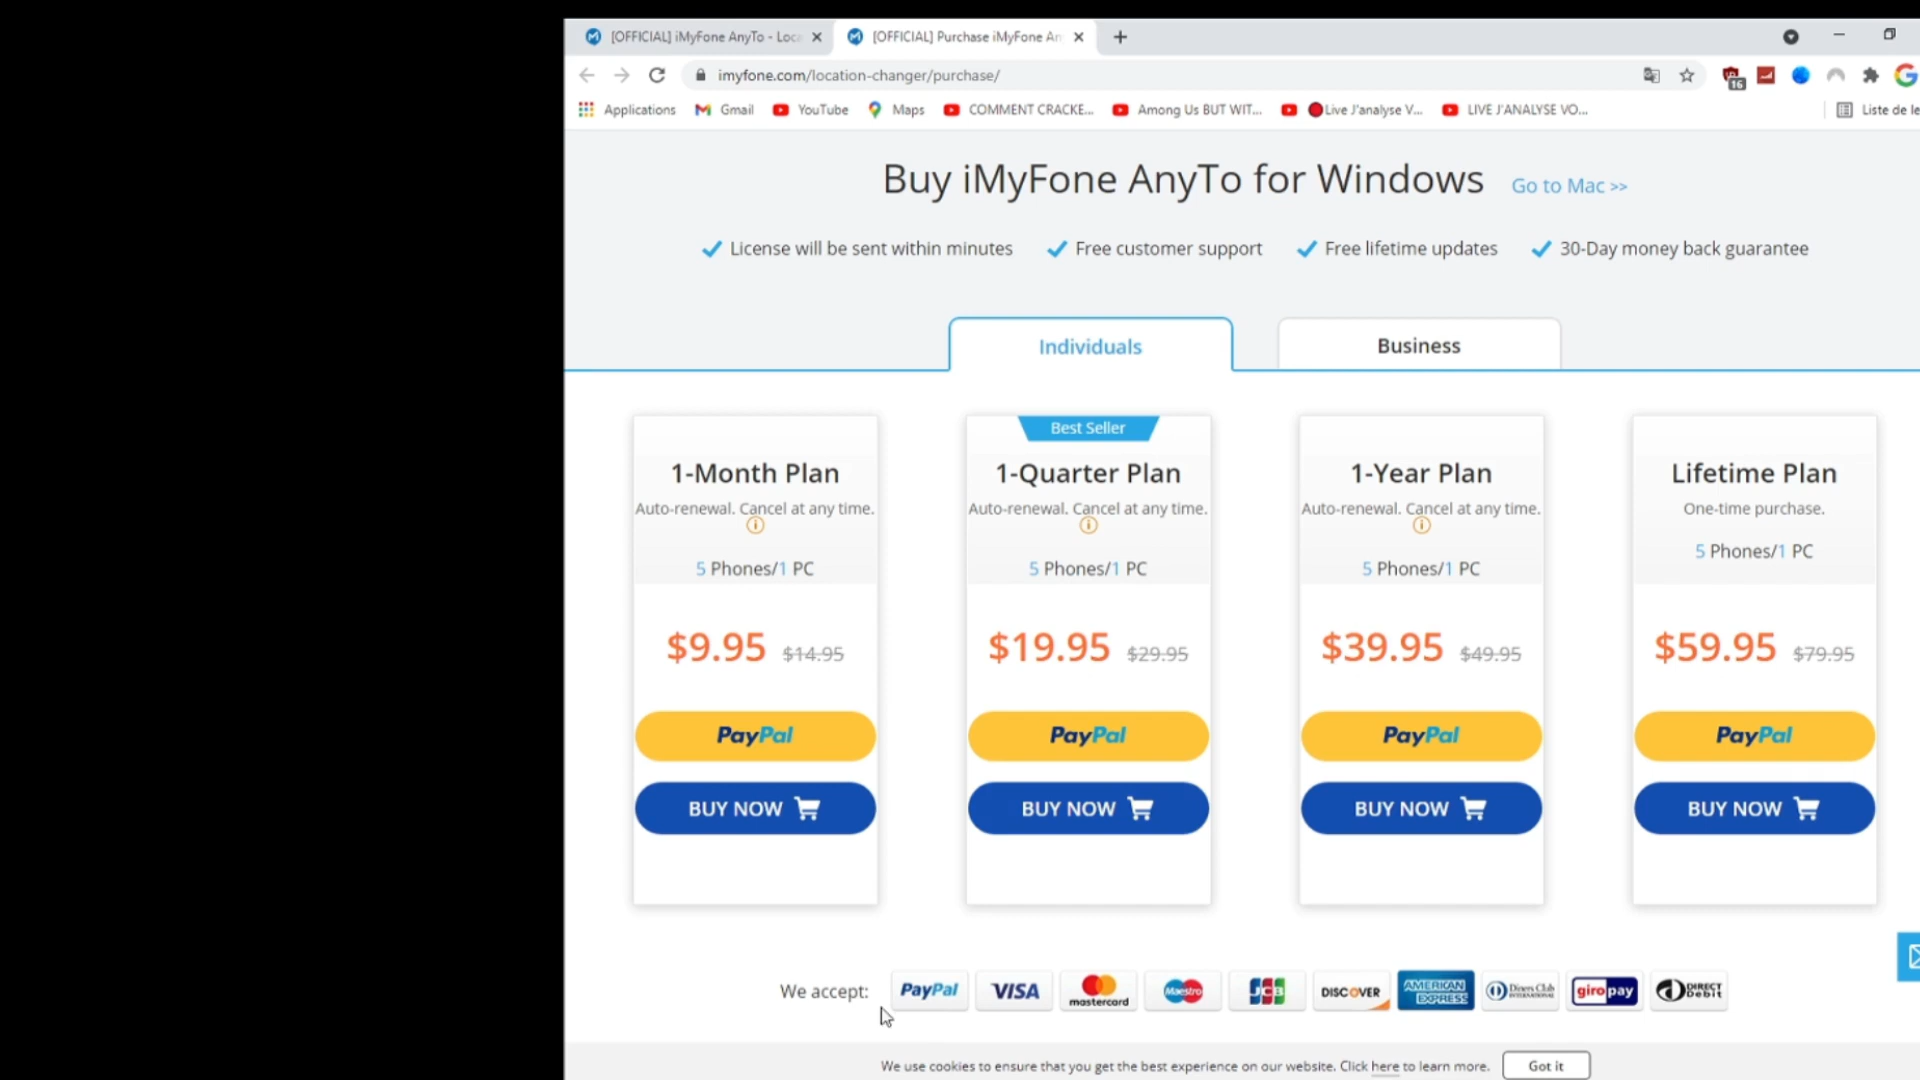 [OFFICIAL] iMyFone AnyTo - Loca
[OFFICIAL] Purchase iMyFone An
imyfone.com/location-changer/purchase/
16
Applications
Gmail
YouTube
Maps
COMMENT CRACKE...
Among Us BUT WIT...
Live J'analyse V...
LIVE J'ANALYSE VO...
Liste de le
Buy iMyFone AnyTo for Windows
Go to Mac >>
License will be sent within minutes
Free customer support
Free lifetime updates
30-Day money back guarantee
Individuals
Business
1-Month Plan
Auto-renewal. Cancel at any time.
5 Phones/1 PC
$9.95 $14.95
PayPal
BUY NOW
Best Seller
1-Quarter Plan
Auto-renewal. Cancel at any time.
5 Phones/1 PC
$19.95 $29.95
PayPal
BUY NOW
1-Year Plan
Auto-renewal. Cancel at any time.
5 Phones/1 PC
$39.95 $49.95
PayPal
BUY NOW
Lifetime Plan
One-time purchase.
5 Phones/1 PC
$59.95 $79.95
PayPal
BUY NOW
We accept: PayPal VISA mastercard Maestro JCB DISCOVER AMERICAN EXPRESS Diners Club INTERNATIONAL giropay DIRECT Debit
We use cookies to ensure that you get the best experience on our website. Click here to learn more.
Got it